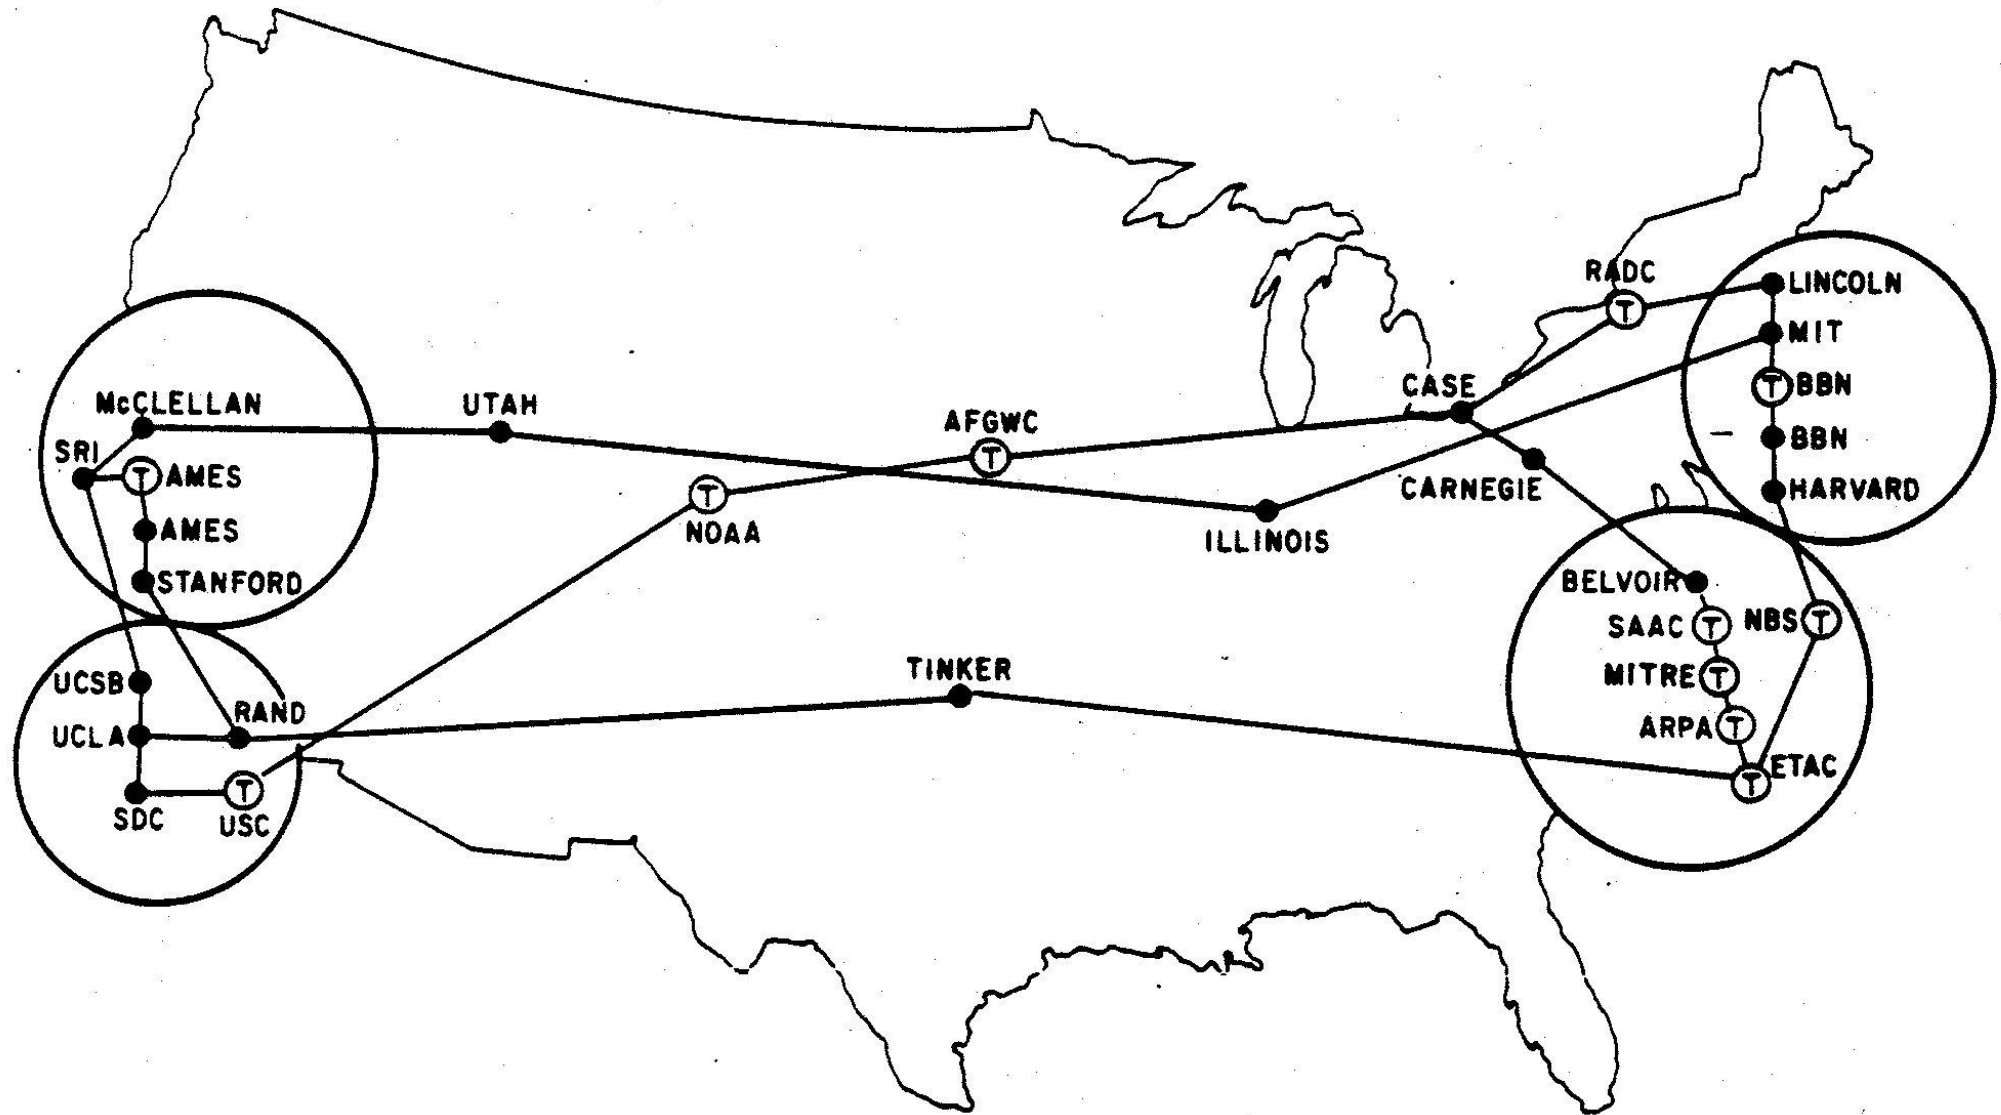 RADC
LINCOLN
MIT
T
T BBN
CASE
McCLELLAN
UTAH
AFGWC
T
BBN
SRI
T AMES
T
NOAA
CARNEGIE
HARVARD
AMES
ILLINOIS
STANFORD
BELVOIR
SAAC T
NBS T
UCSB
TINKER
MITRE T
RAND
UCLA
ARPA T
T ETAC
SDC
T
USC